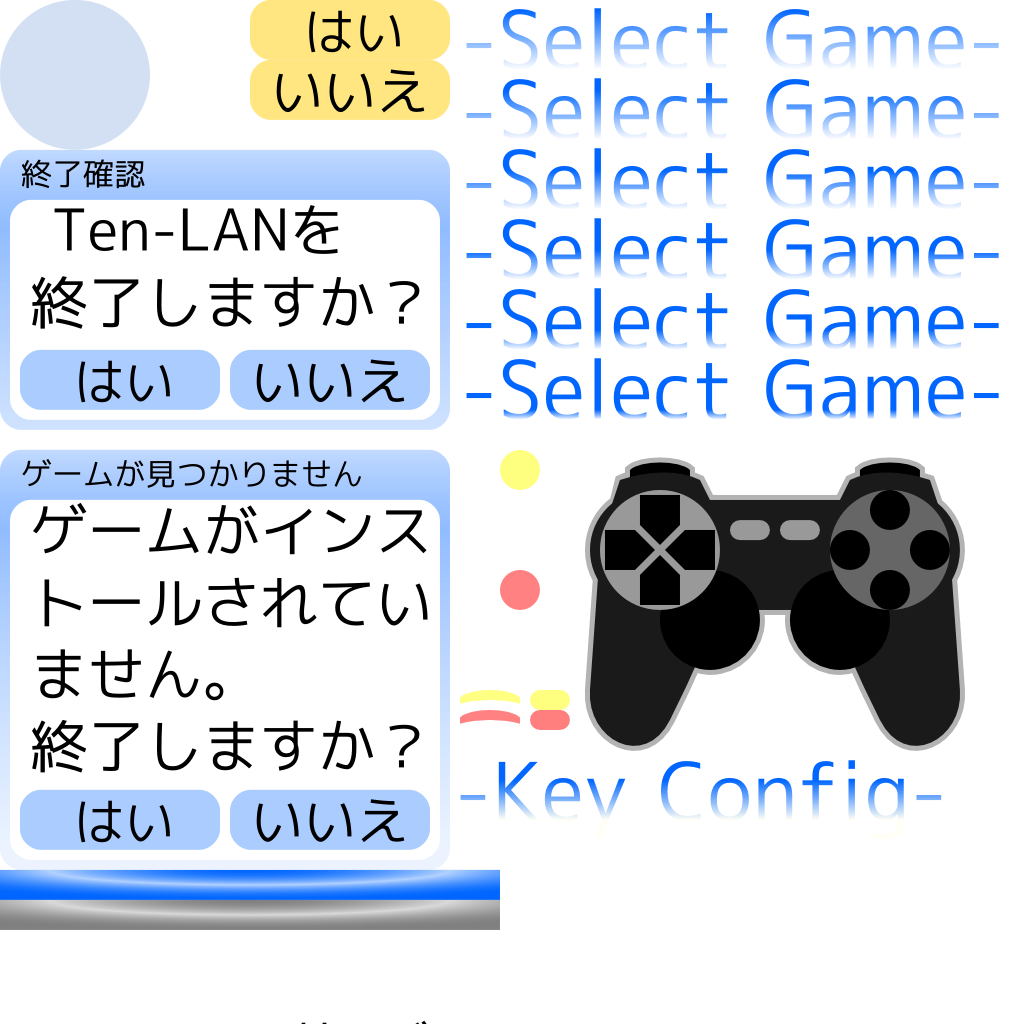 はい
いいえ
終了確認
Ten-LANを
終了しますか？
はい
いいえ
ゲームが見つかりません
ゲームがインス
トールされてい
ません。
終了しますか？
はい
いいえ
-Select Game-
-Select Game-
-Select Game-
-Select Game-
-Select Game-
-Select Game-
-Key Config-